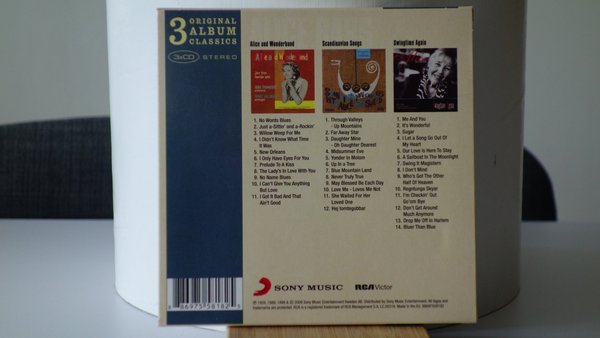 3 ORIGINAL
ALBUM
CLASSICS
3xCD STEREO
Alice and Wonderband
1. No Words Blues
2. Just a-Sittin' and a-Rockin'
3. Willow Weep For Me
4. I Didn't Know What Time
It Was
5. New Orleans
6. I Only Have Eyes For You
7. Prelude To A Kiss
8. The Lady's In Love With You
9. No Name Blues
10. I Can't Give You Anything
But Love
11. I Got It Bad And That
Ain't Good
Scandinavian Songs
1. Through Valleys
- Up Mountains
2. Far Away Star
3. Daughter Mine
- Oh Daughter Dearest
4. Midsummer Eve
5. Yonder In Molom
6. Up In a Tree
7. Blue Mountain Land
8. Never Truly True
9. May Blessed Be Each Day
10. Love Me - Loves Me Not
11. She Waited For Her
Loved One
12. Hej tomtegubbar
Swingtime Again
1. Me And You
2. It's Wonderful
3. Sugar
4. I Let a Song Go Out Of
My Heart
5. Our Love Is Here To Stay
6. A Sailboat In The Moonlight
7. Swing It Magistern
8. I Don't Mind
9. Who's Got The Other
Half Of Heaven
10. Regntunga Skyar
11. I'm Checkin' Out
Go'om Bye
12. Don't Get Around
Much Anymore
13. Drop Me Off In Harlem
14. Bluer Than Blue
8 86975 58182 5
SONY MUSIC
RCA Victor